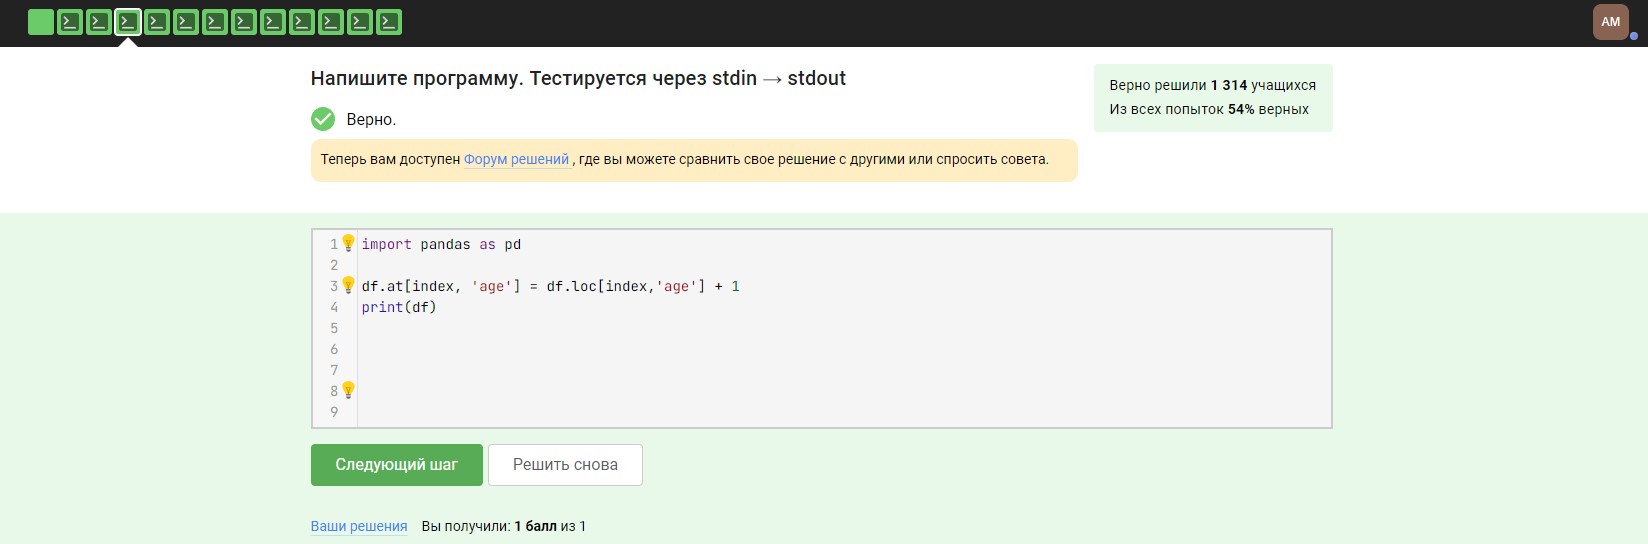 AM
Напишите программу. Тестируется через stdin → stdout
Верно решили 1 314 учащихся
Из всех попыток 54% верных
Верно.
Теперь вам доступен Форум решений , где вы можете сравнить свое решение с другими или спросить совета.
1 import pandas as pd
2
3 df.at[index, 'age'] = df.loc[index,'age'] + 1
4 print(df)
5
6
7
8
9
Следующий шаг Решить снова
Ваши решения Вы получили: 1 балл из 1